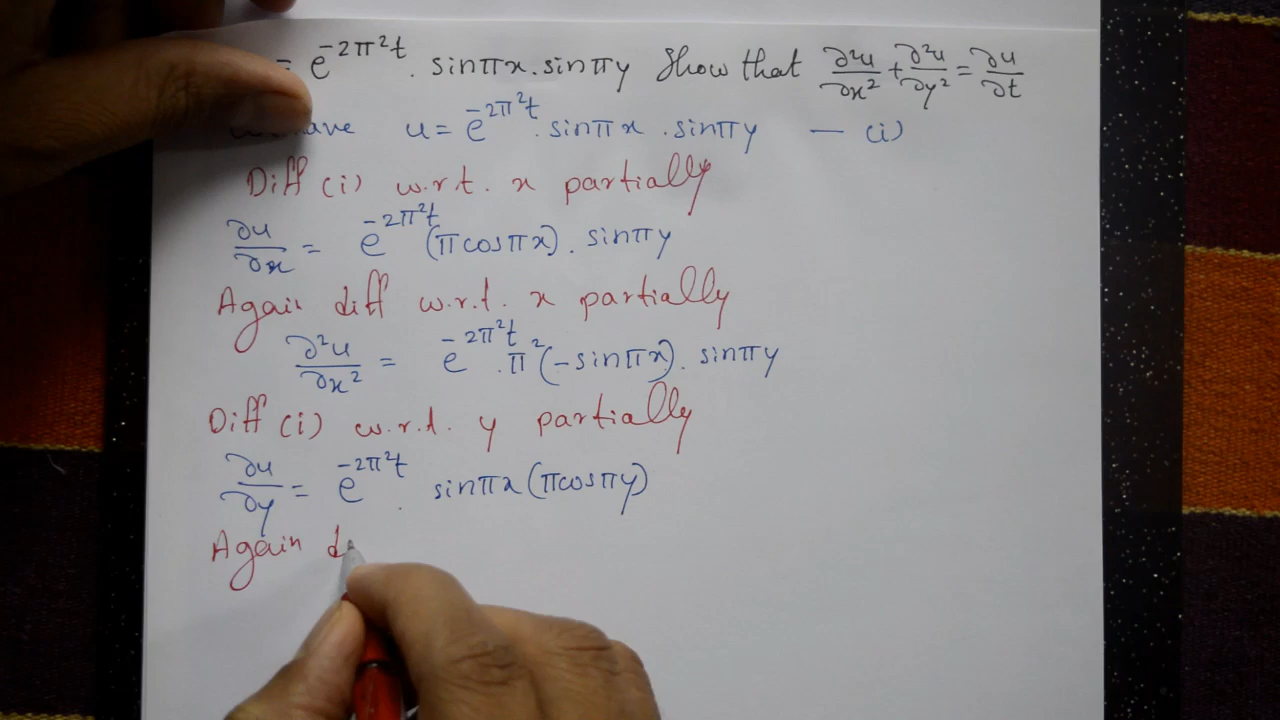 = e^{-2π²t} . sinπx . sinπy Show that ∂²u/∂x² + ∂²u/∂y² = ∂u/∂t
u = e^{-2π²t} . sinπx . sinπy — (i)
Diff (i) w.r.t. x partially
∂u/∂x = e^{-2π²t} (π cosπx) . sinπy
Again diff w.r.t. x partially
∂²u/∂x² = e^{-2π²t} . π² (-sinπx) . sinπy
Diff (i) w.r.t. y partially
∂u/∂y = e^{-2π²t} . sinπx (π cosπy)
Again d